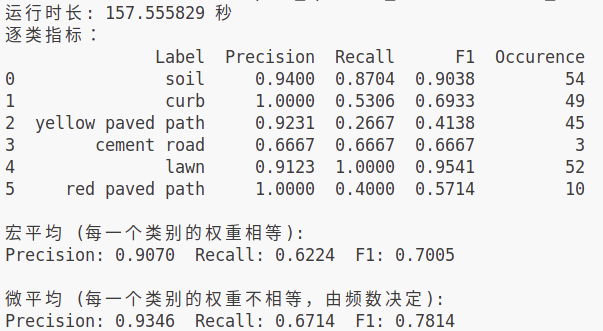 运行时长: 157.555829 秒
逐类指标：
Label Precision Recall F1 Occurence
0 soil 0.9400 0.8704 0.9038 54
1 curb 1.0000 0.5306 0.6933 49
2 yellow paved path 0.9231 0.2667 0.4138 45
3 cement road 0.6667 0.6667 0.6667 3
4 lawn 0.9123 1.0000 0.9541 52
5 red paved path 1.0000 0.4000 0.5714 10
宏平均 (每一个类别的权重相等):
Precision: 0.9070 Recall: 0.6224 F1: 0.7005
微平均 (每一个类别的权重不相等，由频数决定):
Precision: 0.9346 Recall: 0.6714 F1: 0.7814